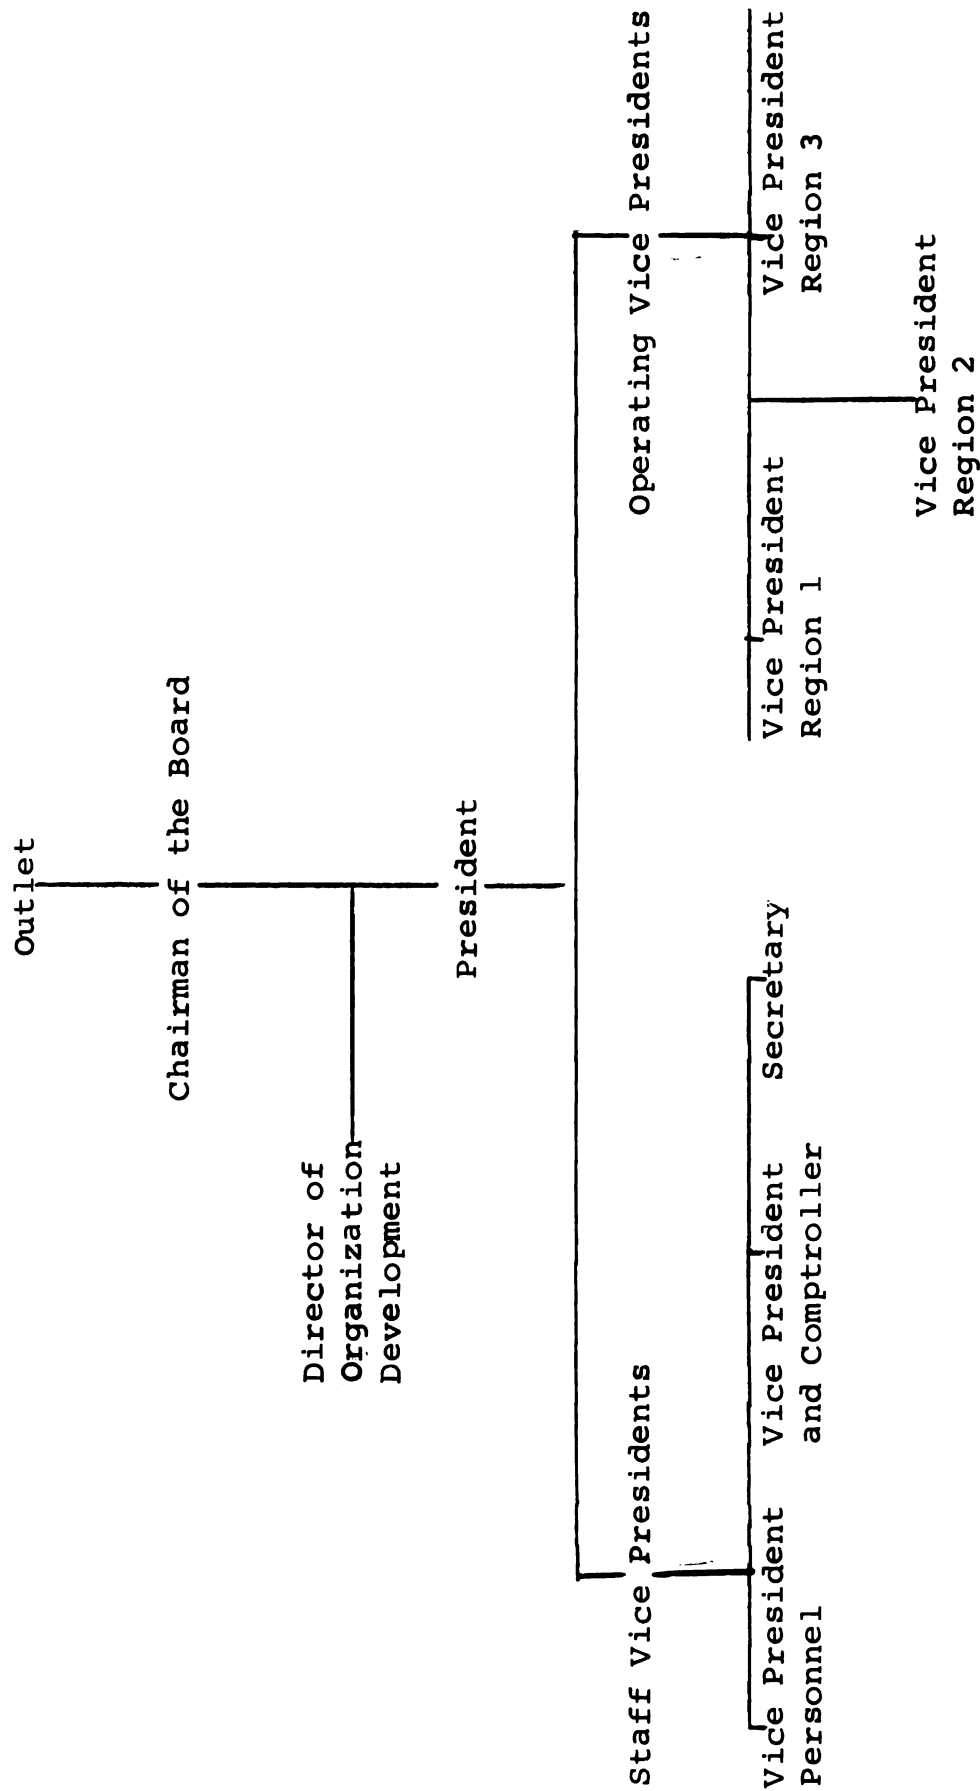 Outlet
Chairman of the Board
Director of
Organization
Development
President
Staff Vice Presidents
Operating Vice Presidents
Vice President
Personnel
Vice President
and Comptroller
Secretary
Vice President
Region 1
Vice President
Region 3
Vice President
Region 2